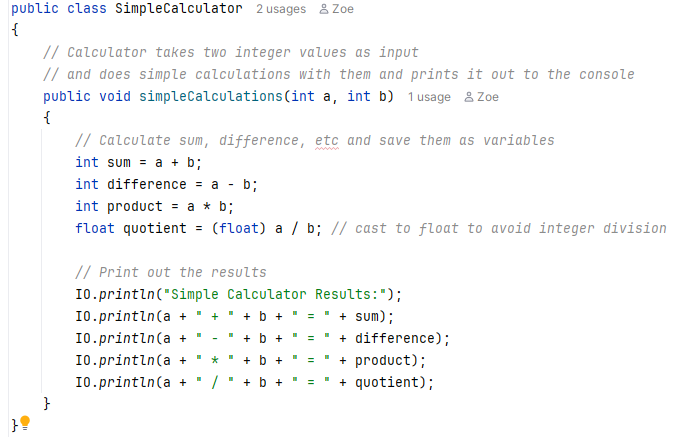 public class SimpleCalculator 2 usages Zoe
{
// Calculator takes two integer values as input
// and does simple calculations with them and prints it out to the console
public void simpleCalculations(int a, int b) 1 usage Zoe
{
// Calculate sum, difference, etc and save them as variables
int sum = a + b;
int difference = a - b;
int product = a * b;
float quotient = (float) a / b; // cast to float to avoid integer division
// Print out the results
IO.println("Simple Calculator Results:");
IO.println(a + " + " + b + " = " + sum);
IO.println(a + " - " + b + " = " + difference);
IO.println(a + " * " + b + " = " + product);
IO.println(a + " / " + b + " = " + quotient);
}
}